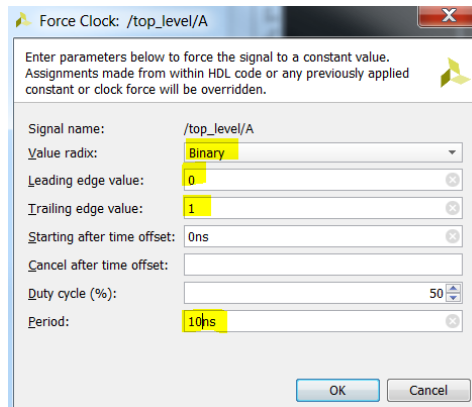 Force Clock: /top_level/A
X
Enter parameters below to force the signal to a constant value.
Assignments made from within HDL code or any previously applied
constant or clock force will be overridden.
Signal name: /top_level/A
Value radix: Binary
Leading edge value: 0
Trailing edge value: 1
Starting after time offset: 0ns
Cancel after time offset:
Duty cycle (%): 50
Period: 10ns
OK Cancel